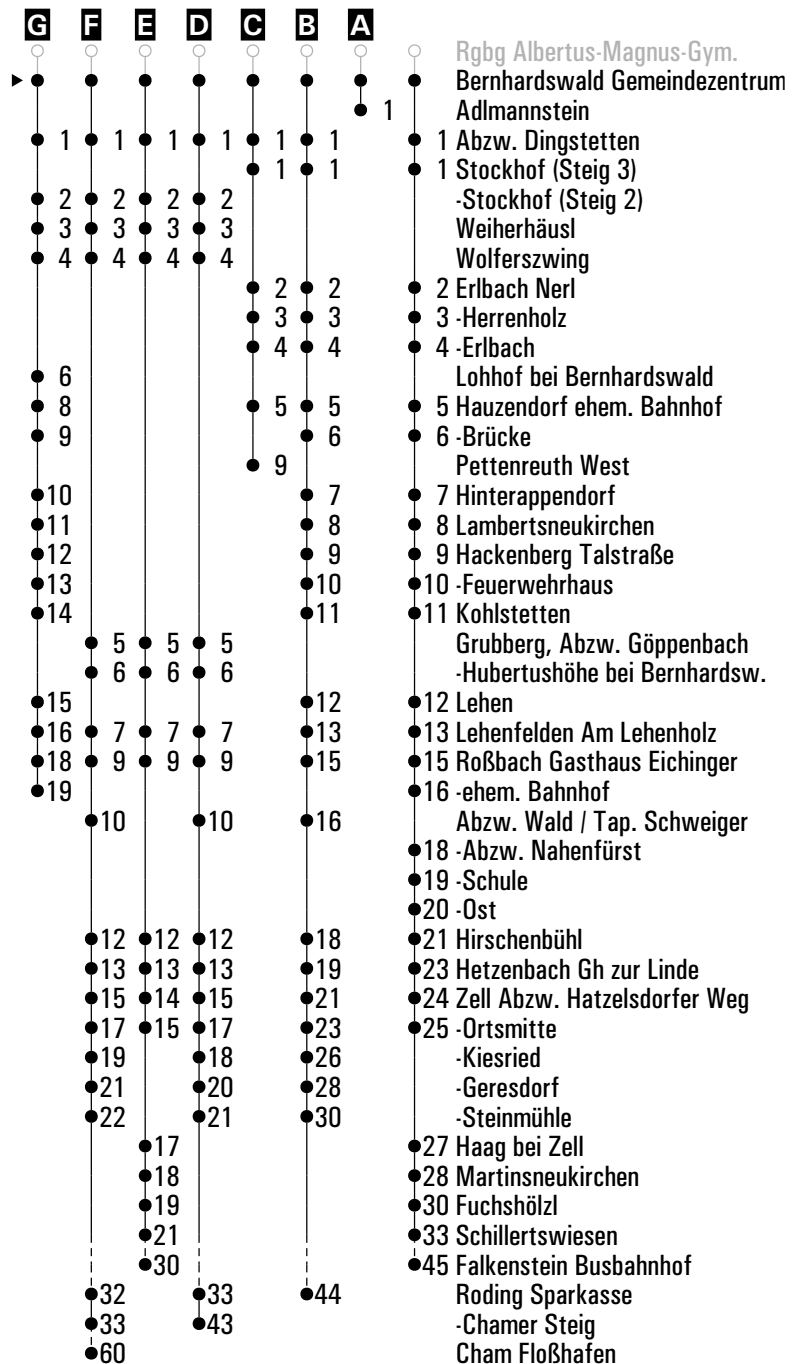 G F E D C B A
Rgbg Albertus-Magnus-Gym.
Bernhardswald Gemeindezentrum
1 Adlmannstein
1 1 1 1 1 1 1 Abzw. Dingstetten
1 1 1 Stockhof (Steig 3)
2 2 2 2 -Stockhof (Steig 2)
3 3 3 3 Weiherhäusl
4 4 4 4 Wolferszwing
2 2 2 Erlbach Nerl
3 3 3 -Herrenholz
4 4 4 -Erlbach
6 Lohhof bei Bernhardswald
8 5 5 5 Hauzendorf ehem. Bahnhof
9 6 6 -Brücke
9 Pettenreuth West
10 7 7 Hinterappendorf
11 8 8 Lambertsneukirchen
12 9 9 Hackenberg Talstraße
13 10 10 -Feuerwehrhaus
14 11 11 Kohlstetten
5 5 5 Grubberg, Abzw. Göppenbach
6 6 6 -Hubertushöhe bei Bernhardsw.
15 12 12 Lehen
16 7 7 7 13 13 Lehenfelden Am Lehenholz
18 9 9 9 15 15 Roßbach Gasthaus Eichinger
19 16 -ehem. Bahnhof
10 10 16 Abzw. Wald / Tap. Schweiger
18 -Abzw. Nahenfürst
19 -Schule
20 -Ost
12 12 12 18 21 Hirschenbühl
13 13 13 19 23 Hetzenbach Gh zur Linde
15 14 15 21 24 Zell Abzw. Hatzelsdorfer Weg
17 15 17 23 25 -Ortsmitte
19 18 26 -Kiesried
21 20 28 -Geresdorf
22 21 30 -Steinmühle
17 27 Haag bei Zell
18 28 Martinsneukirchen
19 30 Fuchshölzl
21 33 Schillertswiesen
30 45 Falkenstein Busbahnhof
32 33 44 Roding Sparkasse
33 43 -Chamer Steig
60 Cham Floßhafen